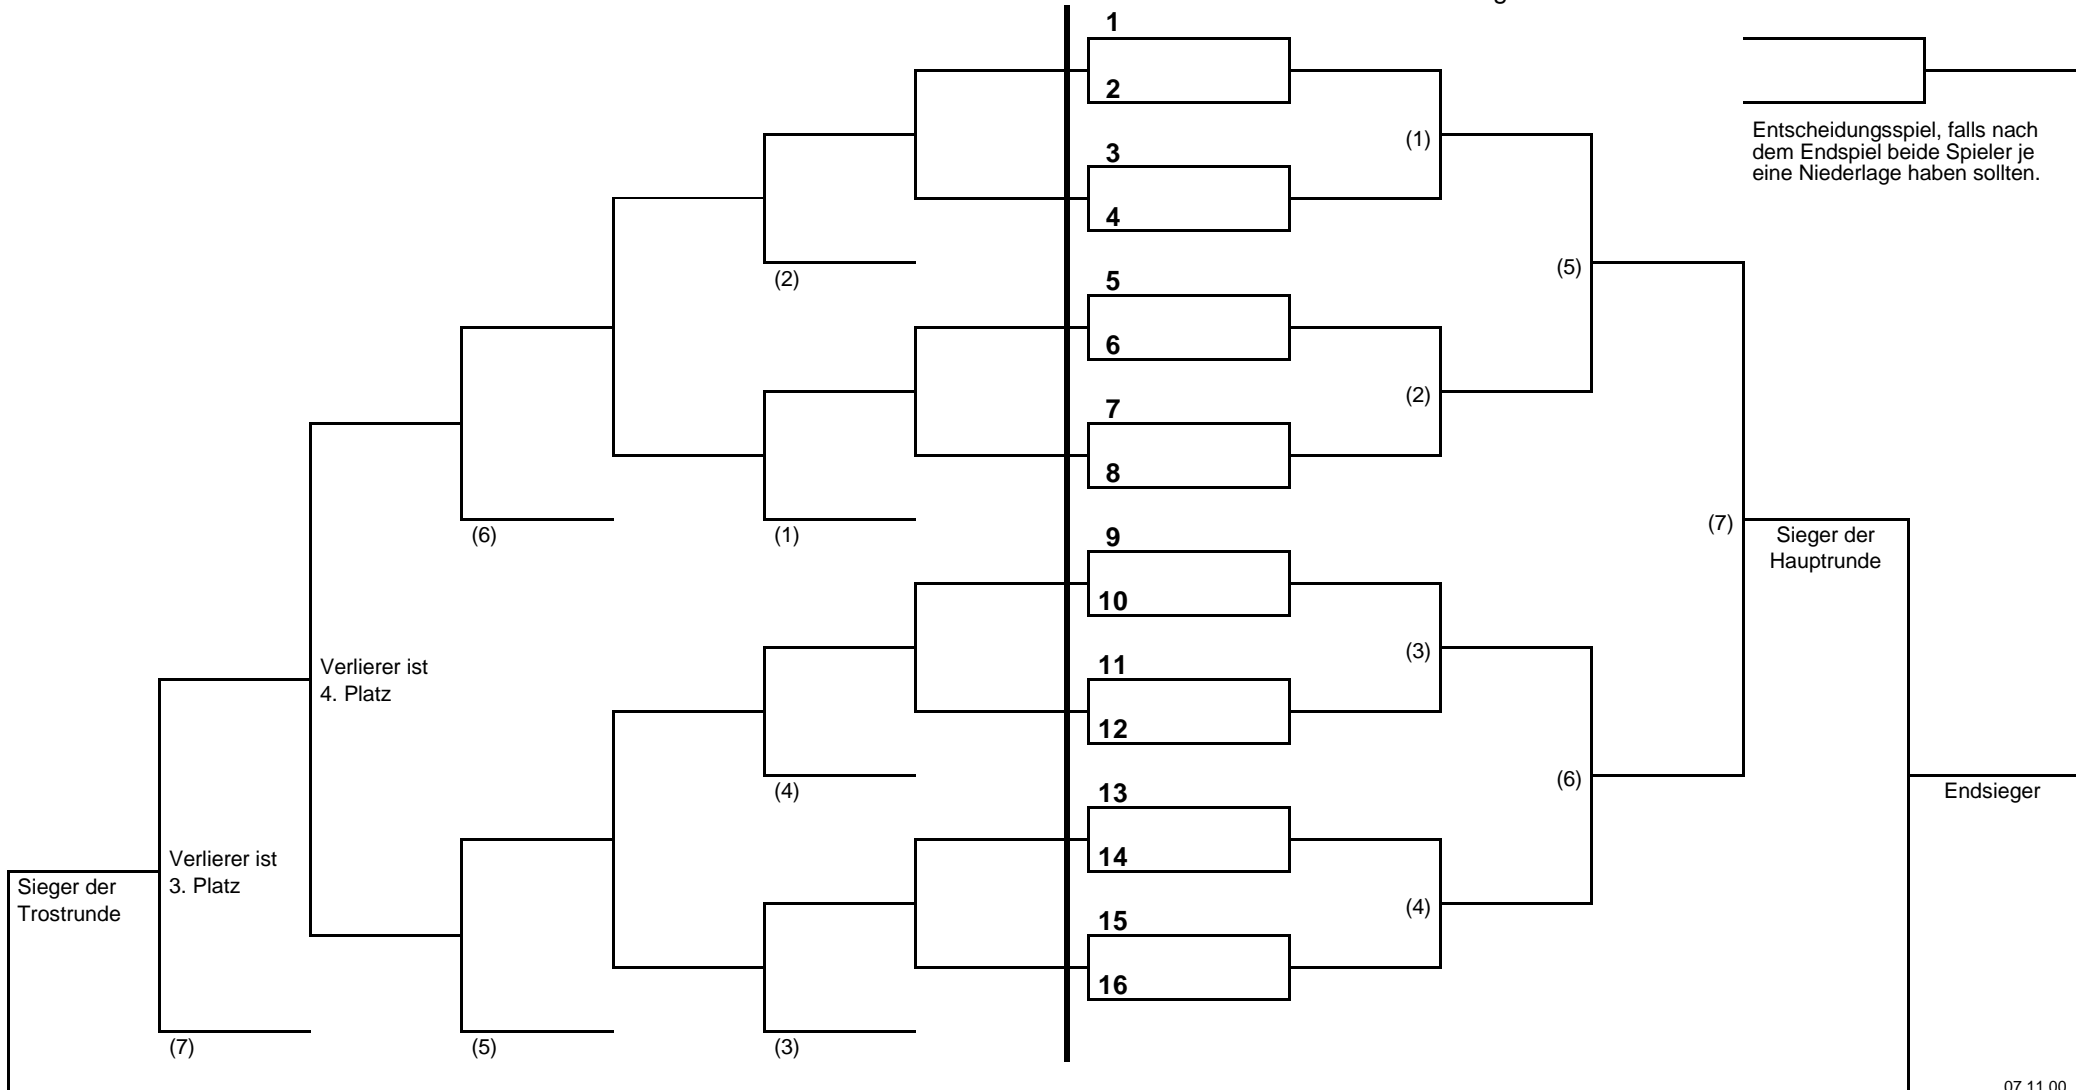 1
2
(1)
Entscheidungsspiel, falls nach
dem Endspiel beide Spieler je
eine Niederlage haben sollten.
3
4
(2)
5
(5)
6
(2)
7
8
(6)
(1)
9
(7)
Sieger der
Hauptrunde
10
Verlierer ist
4. Platz
11
(3)
12
(4)
13
(6)
Endsieger
14
Verlierer ist
3. Platz
Sieger der
Trostrunde
15
(4)
16
(7)
(5)
(3)
07.11.00